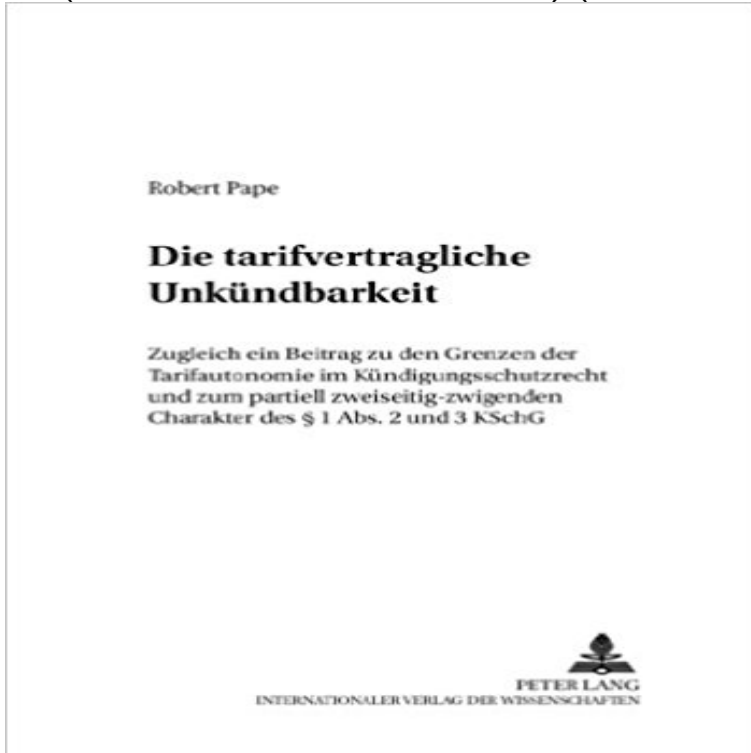 Robert Pape
Die tarifvertragliche
Unkündbarkeit
Zugleich ein Beitrag zu den Grenzen der
Tarifautonomie im Kündigungsschutzrecht
und zum partiell zweiseitig-zwigenden
Charakter des § 1 Abs. 2 und 3 KSchG
PETER LANG
INTERNATIONALER VERLAG DER WISSENSCHAFTEN